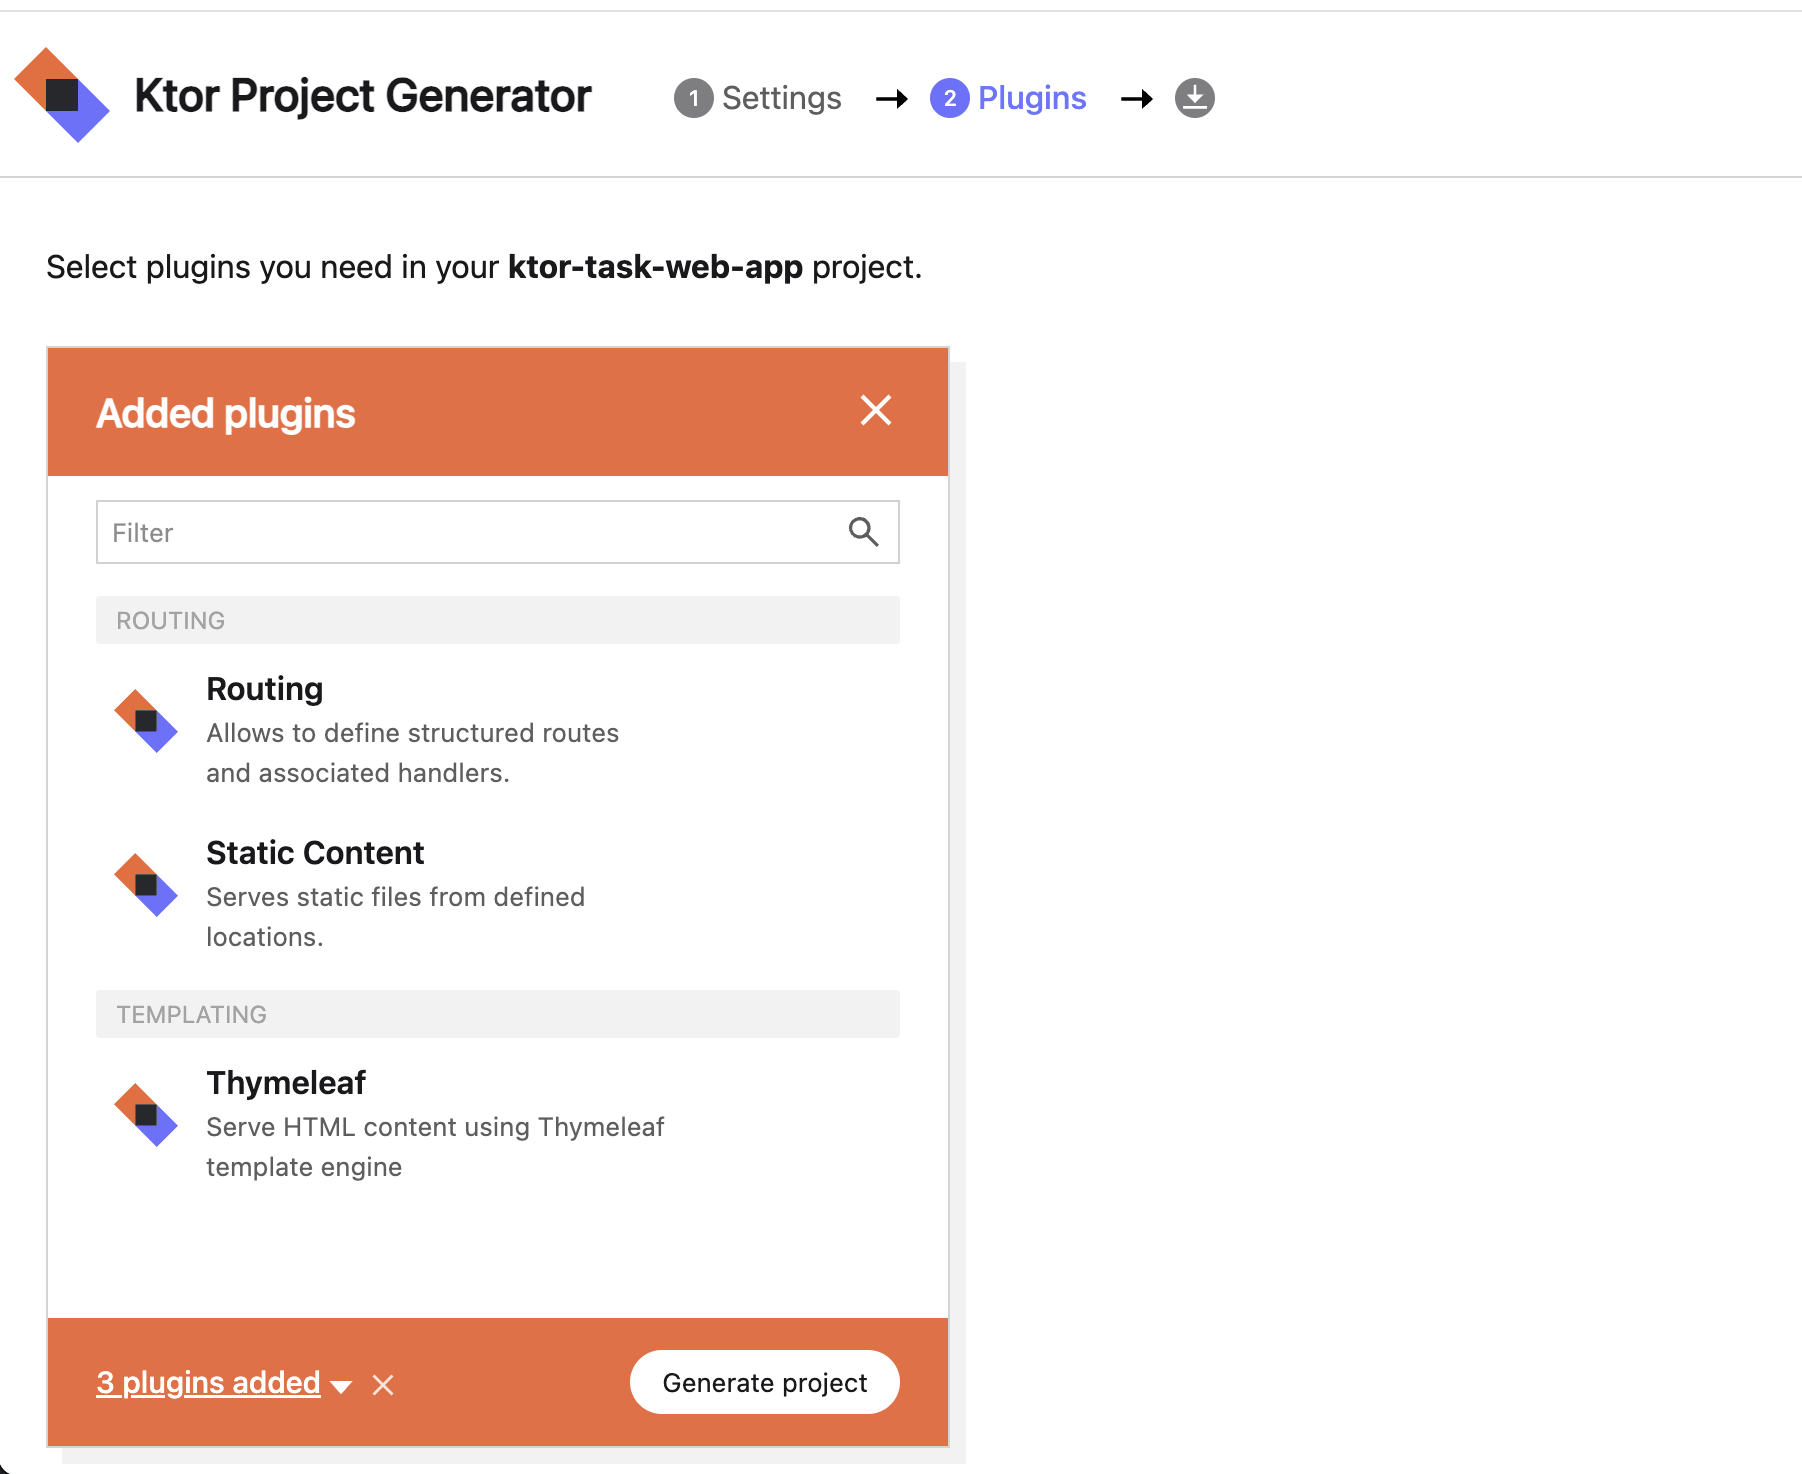 Ktor Project Generator
1 Settings → 2 Plugins →
Select plugins you need in your ktor-task-web-app project.
Added plugins
Filter
ROUTING
Routing
Allows to define structured routes
and associated handlers.
Static Content
Serves static files from defined
locations.
TEMPLATING
Thymeleaf
Serve HTML content using Thymeleaf
template engine
3 plugins added
Generate project